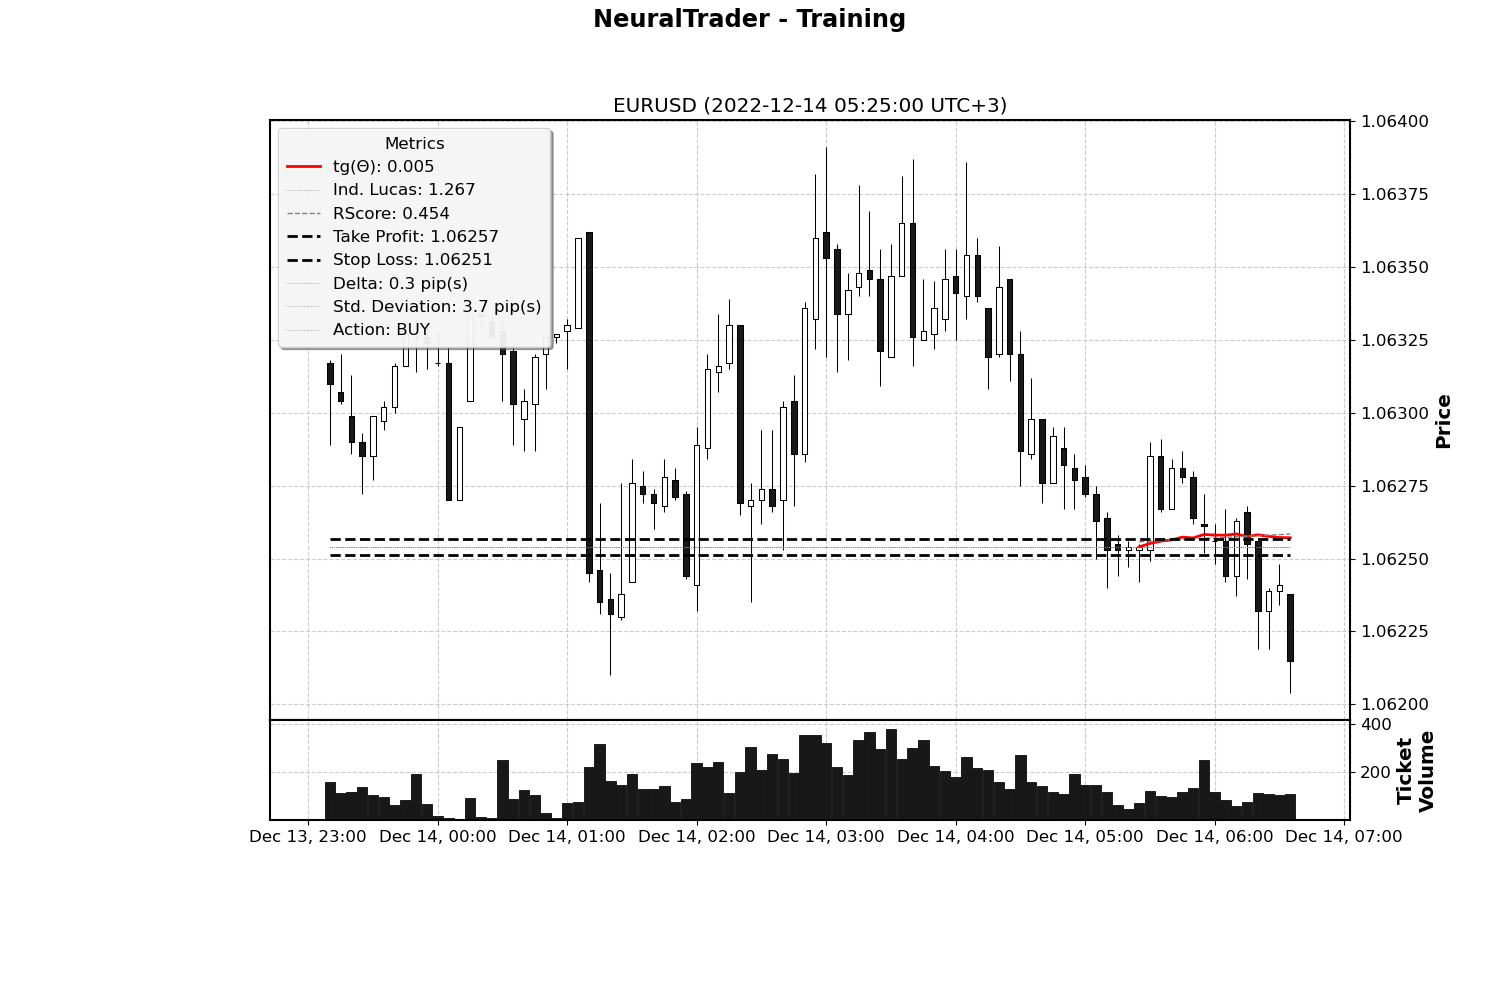 NeuralTrader - Training
EURUSD (2022-12-14 05:25:00 UTC+3)
Metrics
tg(Θ): 0.005
Ind. Lucas: 1.267
RScore: 0.454
Take Profit: 1.06257
Stop Loss: 1.06251
Delta: 0.3 pip(s)
Std. Deviation: 3.7 pip(s)
Action: BUY
1.06400
1.06375
1.06350
1.06325
1.06300
1.06275
1.06250
1.06225
1.06200
Price
400
200
Ticket
Volume
Dec 13, 23:00
Dec 14, 00:00
Dec 14, 01:00
Dec 14, 02:00
Dec 14, 03:00
Dec 14, 04:00
Dec 14, 05:00
Dec 14, 06:00
Dec 14, 07:00